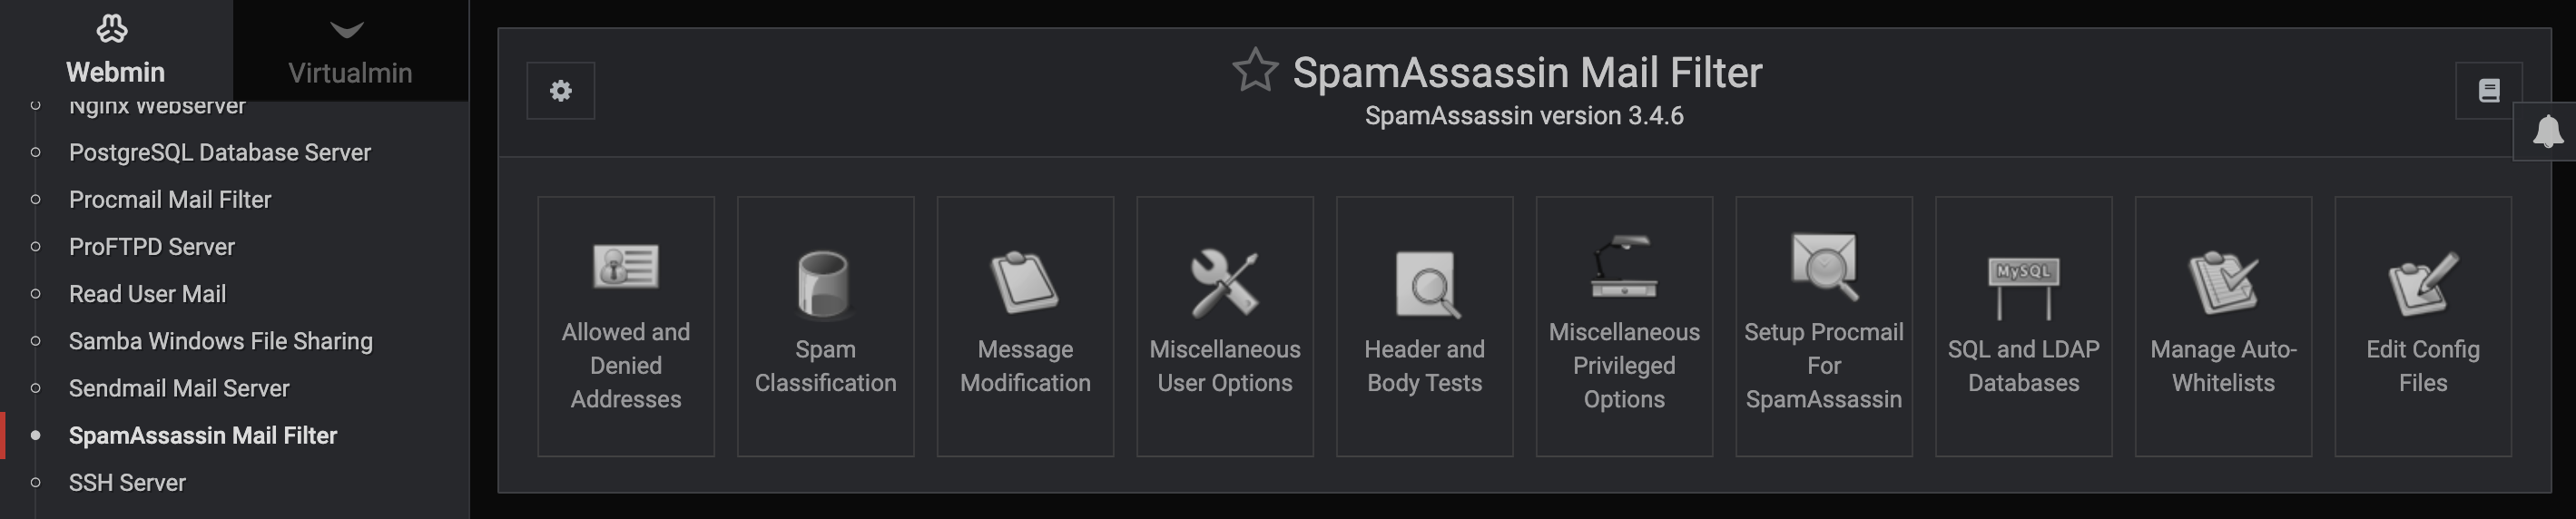 Webmin
Virtualmin
Nginx Webserver
PostgreSQL Database Server
Procmail Mail Filter
ProFTPD Server
Read User Mail
Samba Windows File Sharing
Sendmail Mail Server
SpamAssassin Mail Filter
SSH Server
SpamAssassin Mail Filter
SpamAssassin version 3.4.6
Allowed and
Denied
Addresses
Spam
Classification
Message
Modification
Miscellaneous
User Options
Header and
Body Tests
Miscellaneous
Privileged
Options
Setup Procmail
For
SpamAssassin
MySQL
SQL and LDAP
Databases
Manage Auto-
Whitelists
Edit Config
Files